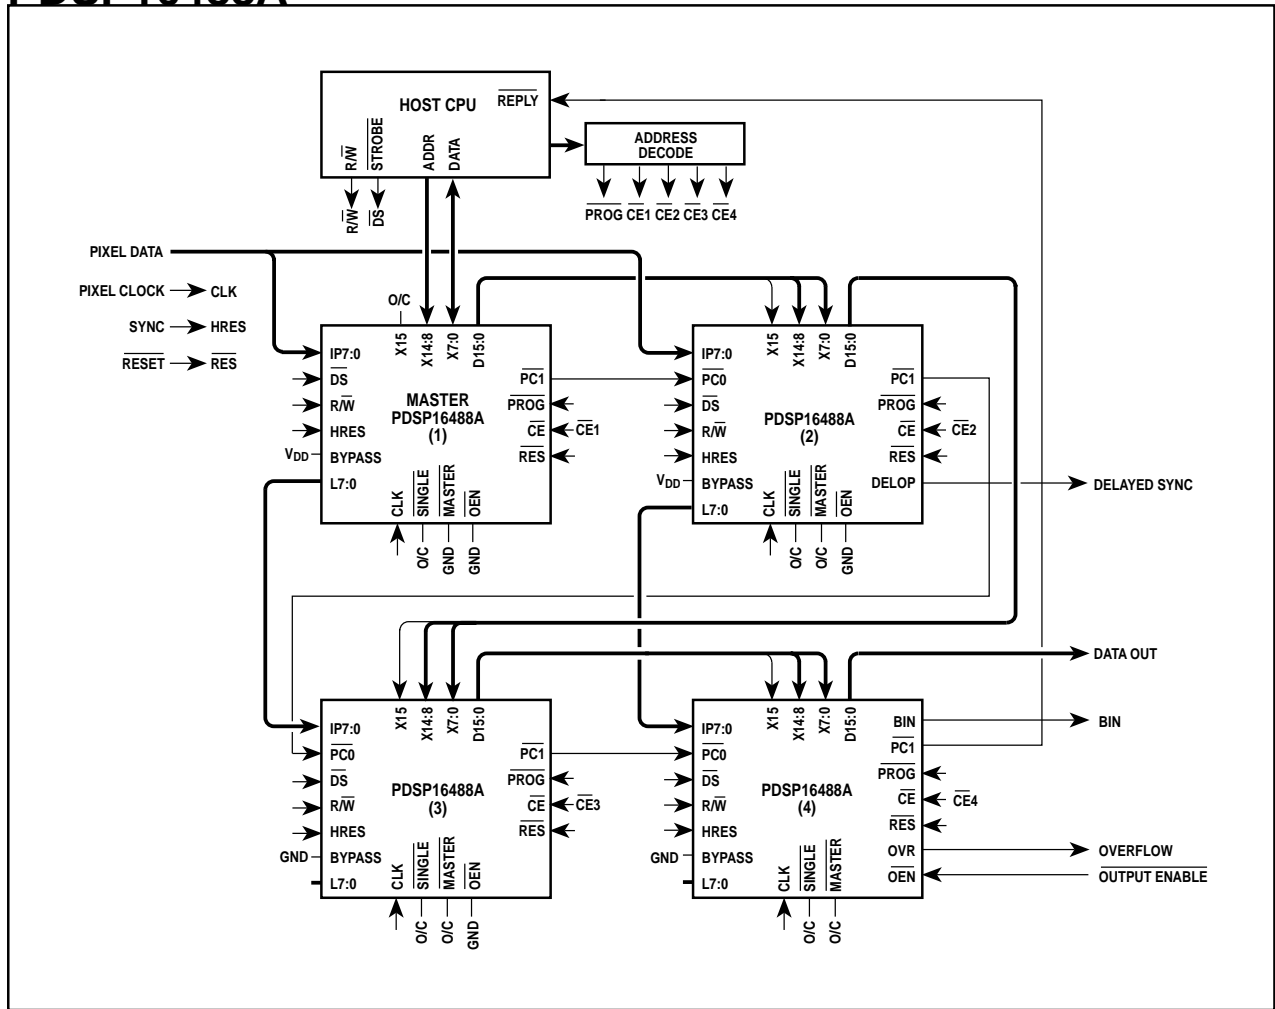 PDSP16488A
HOST CPU
REPLY
R/W
STROBE
ADDR
DATA
ADDRESS
DECODE
R/W
DS
PROG CE1 CE2 CE3 CE4
PIXEL DATA
PIXEL CLOCK CLK
SYNC HRES
RESET RES
O/C
X15
X14:8
X7:0
D15:0
IP7:0
DS
R/W
HRES
VDD BYPASS
L7:0
MASTER
PDSP16488A
(1)
PC1
PROG
CE CE1
RES
CLK
SINGLE
MASTER
OEN
O/C
GND
GND
X15
X14:8
X7:0
D15:0
IP7:0
PC0
DS
R/W
HRES
VDD BYPASS
L7:0
PDSP16488A
(2)
PC1
PROG
CE CE2
RES
DELOP DELAYED SYNC
CLK
SINGLE
MASTER
OEN
O/C
O/C
GND
X15
X14:8
X7:0
D15:0
IP7:0
PC0
DS
R/W
HRES
GND BYPASS
L7:0
PDSP16488A
(3)
PC1
PROG
CE CE3
RES
CLK
SINGLE
MASTER
OEN
O/C
O/C
GND
X15
X14:8
X7:0
D15:0
DATA OUT
IP7:0
PC0
DS
R/W
HRES
GND BYPASS
L7:0
PDSP16488A
(4)
BIN BIN
PC1
PROG
CE CE4
RES
OVR OVERFLOW
OEN OUTPUT ENABLE
CLK
SINGLE
MASTER
O/C
O/C